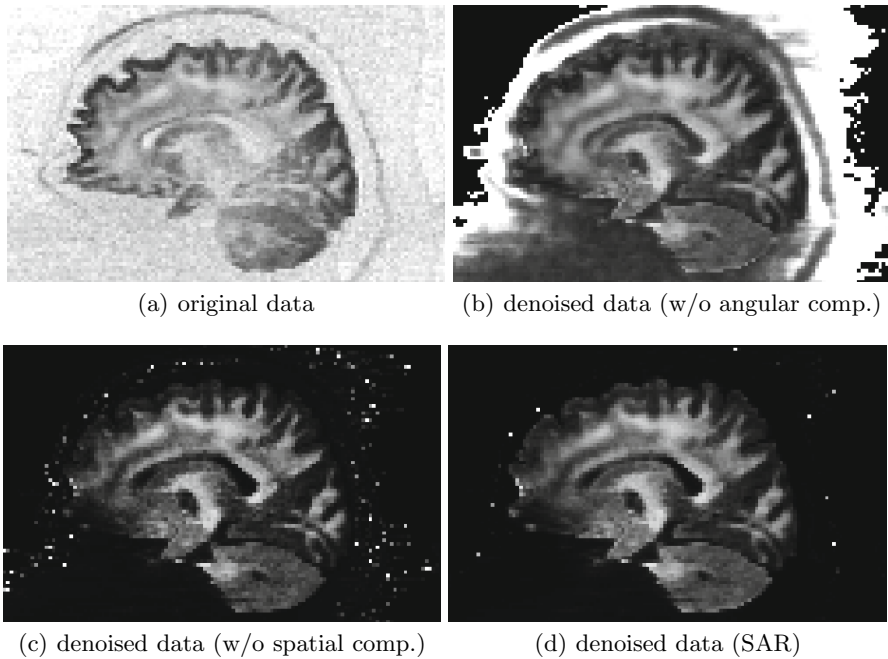 (a) original data
(b) denoised data (w/o angular comp.)
(c) denoised data (w/o spatial comp.)
(d) denoised data (SAR)